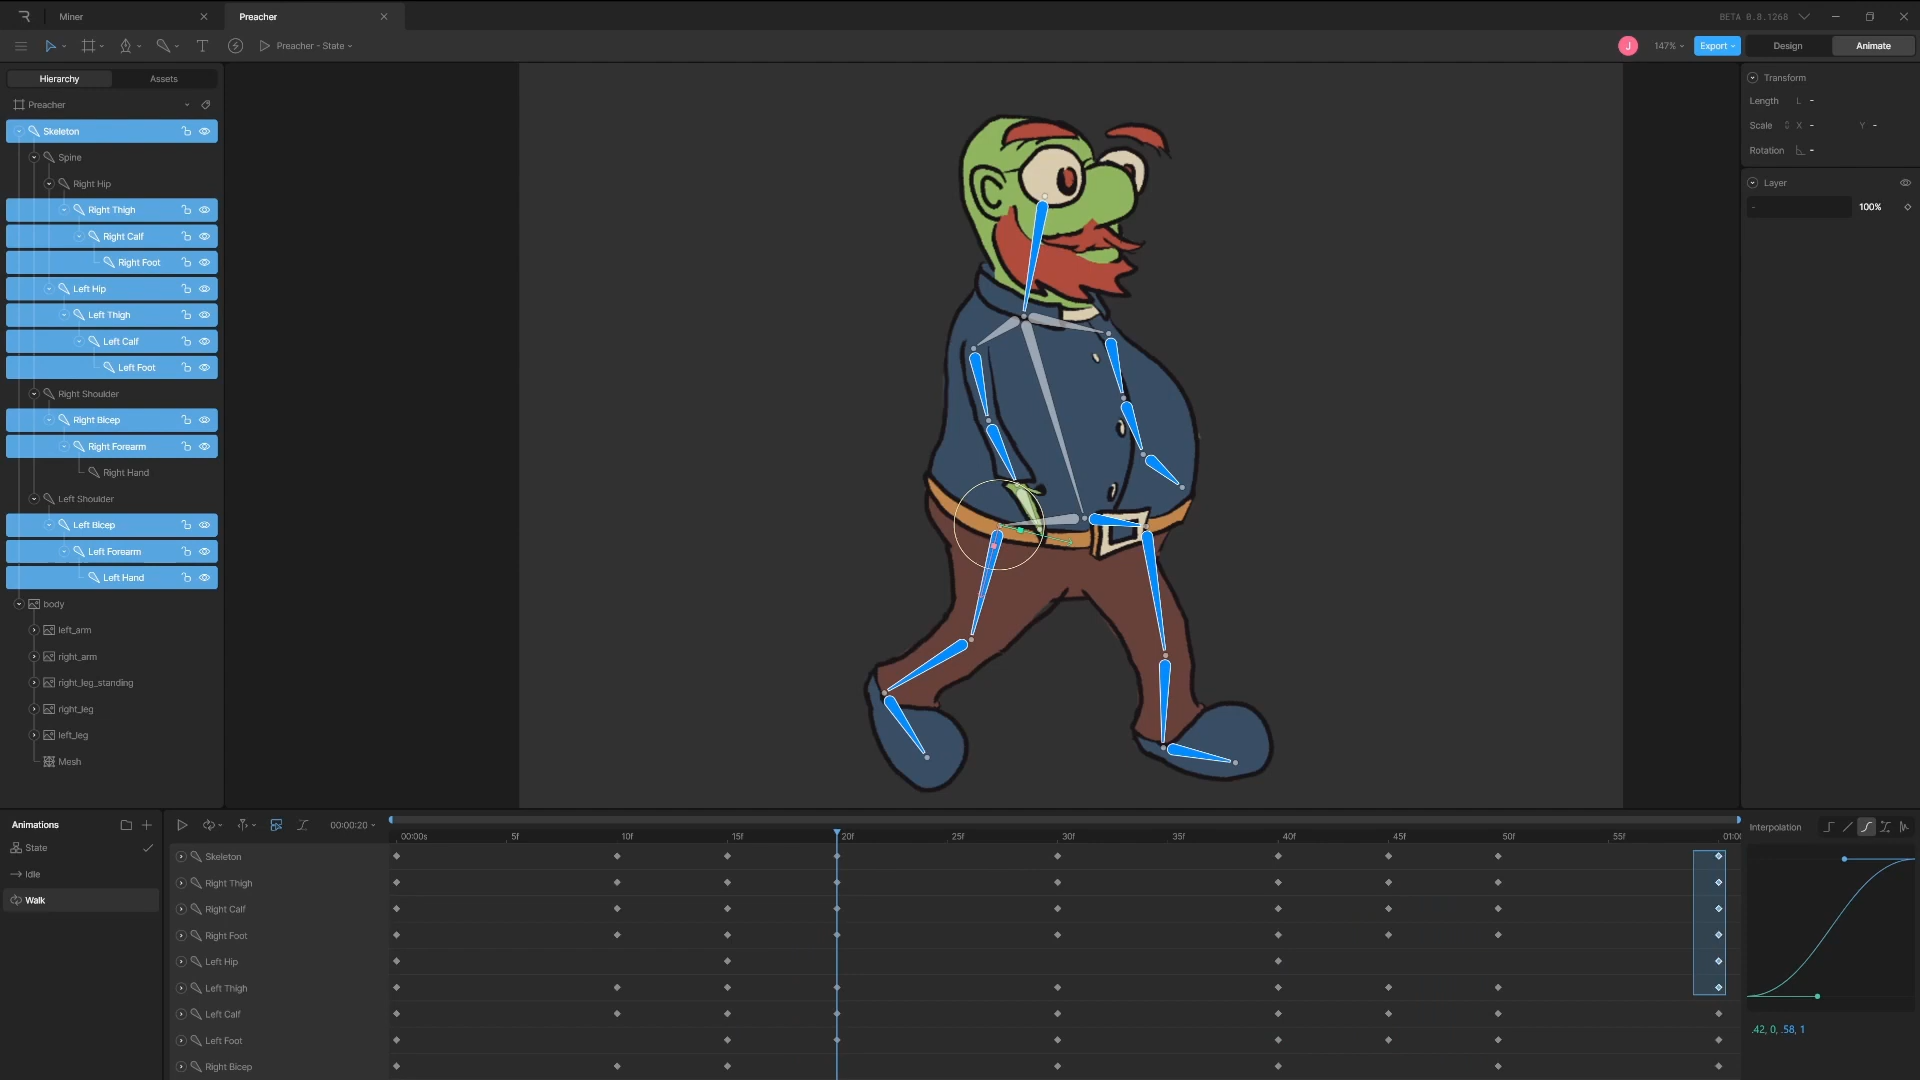 Miner
Preacher
BETA 0.8.1268
Preacher - State
J
147%
Export
Design
Animate
Hierarchy
Assets
Preacher
Skeleton
Spine
Right Hip
Right Thigh
Right Calf
Right Foot
Left Hip
Left Thigh
Left Calf
Left Foot
Right Shoulder
Right Bicep
Right Forearm
Right Hand
Left Shoulder
Left Bicep
Left Forearm
Left Hand
body
left_arm
right_arm
right_leg_standing
right_leg
left_leg
Mesh
Transform
Length L -
Scale X - Y -
Rotation -
Layer
- 100%
Animations
State
Idle
Walk
00:00:20
00:00s 5f 10f 15f 20f 25f 30f 35f 40f 45f 50f 55f 01:00
Skeleton
Right Thigh
Right Calf
Right Foot
Left Hip
Left Thigh
Left Calf
Left Foot
Right Bicep
Interpolation
.42, 0, .58, 1